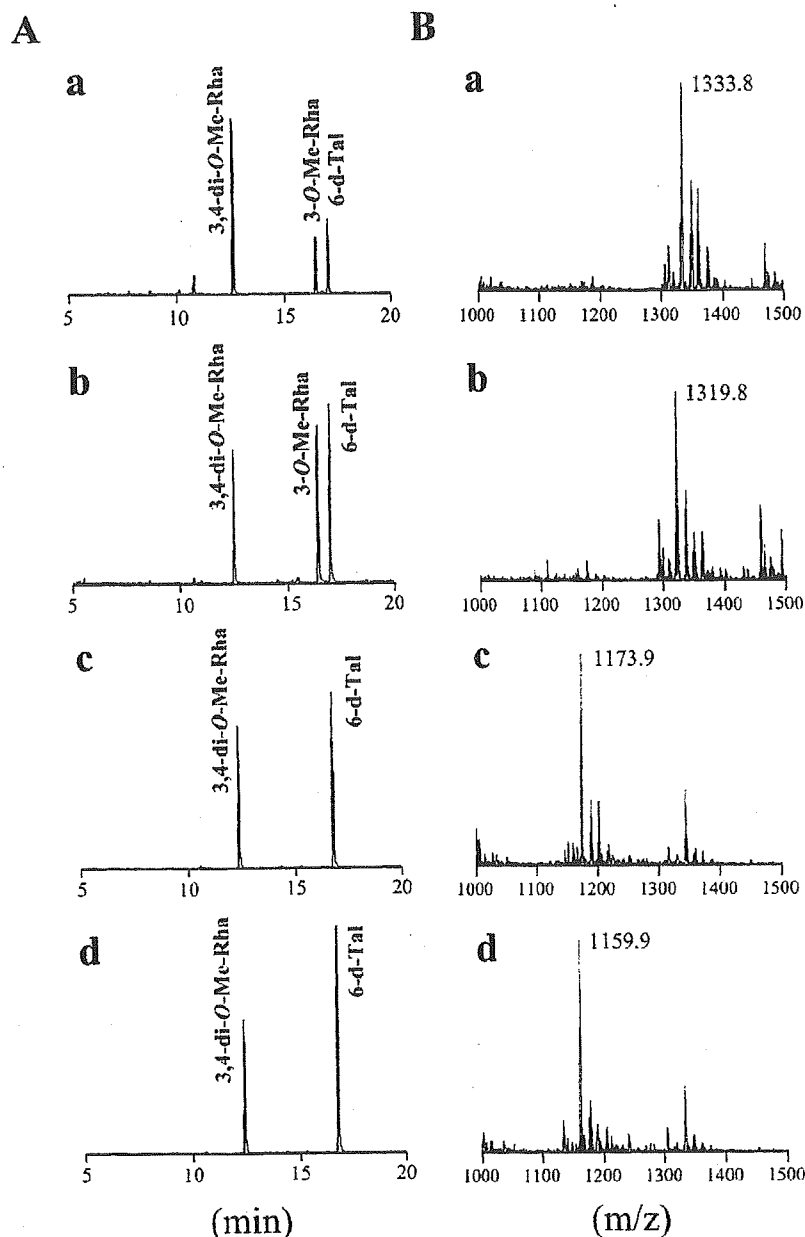 A
B
a
3,4-di-O-Me-Rha
3-O-Me-Rha
6-d-Tal
5 10 15 20
a
1333.8
1000 1100 1200 1300 1400 1500
b
3,4-di-O-Me-Rha
3-O-Me-Rha
6-d-Tal
5 10 15 20
b
1319.8
1000 1100 1200 1300 1400 1500
c
3,4-di-O-Me-Rha
6-d-Tal
5 10 15 20
c
1173.9
1000 1100 1200 1300 1400 1500
d
3,4-di-O-Me-Rha
6-d-Tal
5 10 15 20
d
1159.9
1000 1100 1200 1300 1400 1500
(min)
(m/z)